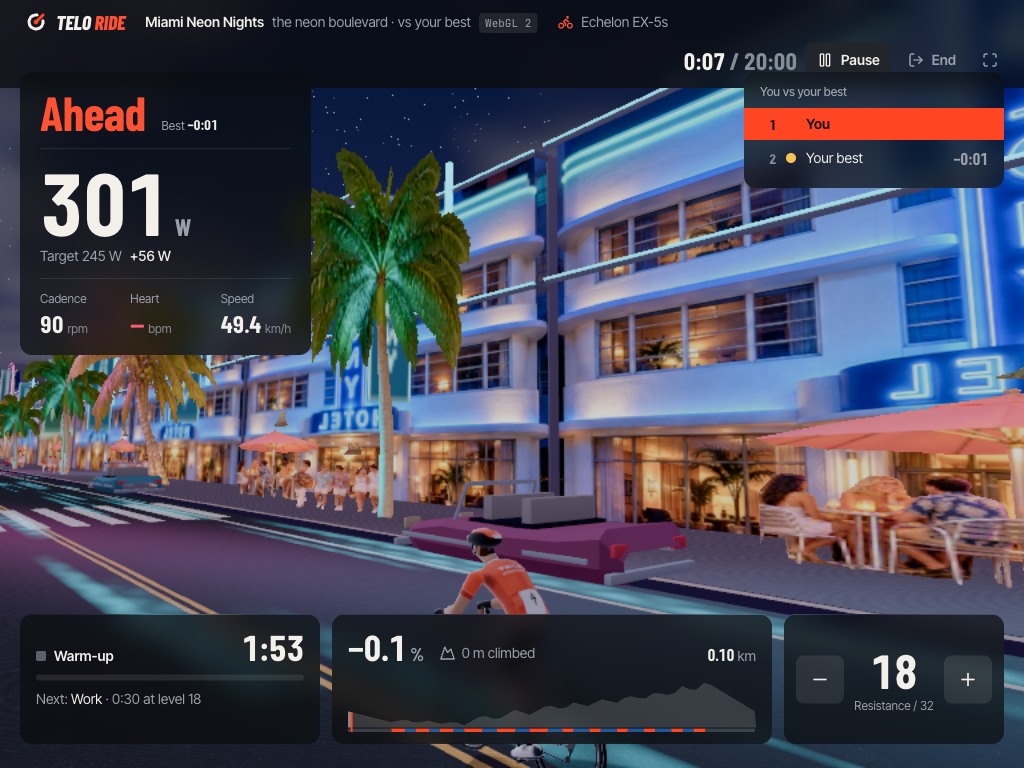 TELO RIDE Miami Neon Nights the neon boulevard · vs your best WebGL 2 Echelon EX-5s
0:07 / 20:00 Pause End
Ahead Best −0:01
301 W
Target 245 W +56 W
Cadence Heart Speed
90 rpm — bpm 49.4 km/h
You vs your best
1 You
2 Your best −0:01
HOTEL
HOTEL
Warm-up 1:53
Next: Work · 0:30 at level 18
−0.1 % 0 m climbed 0.10 km
− 18 +
Resistance / 32